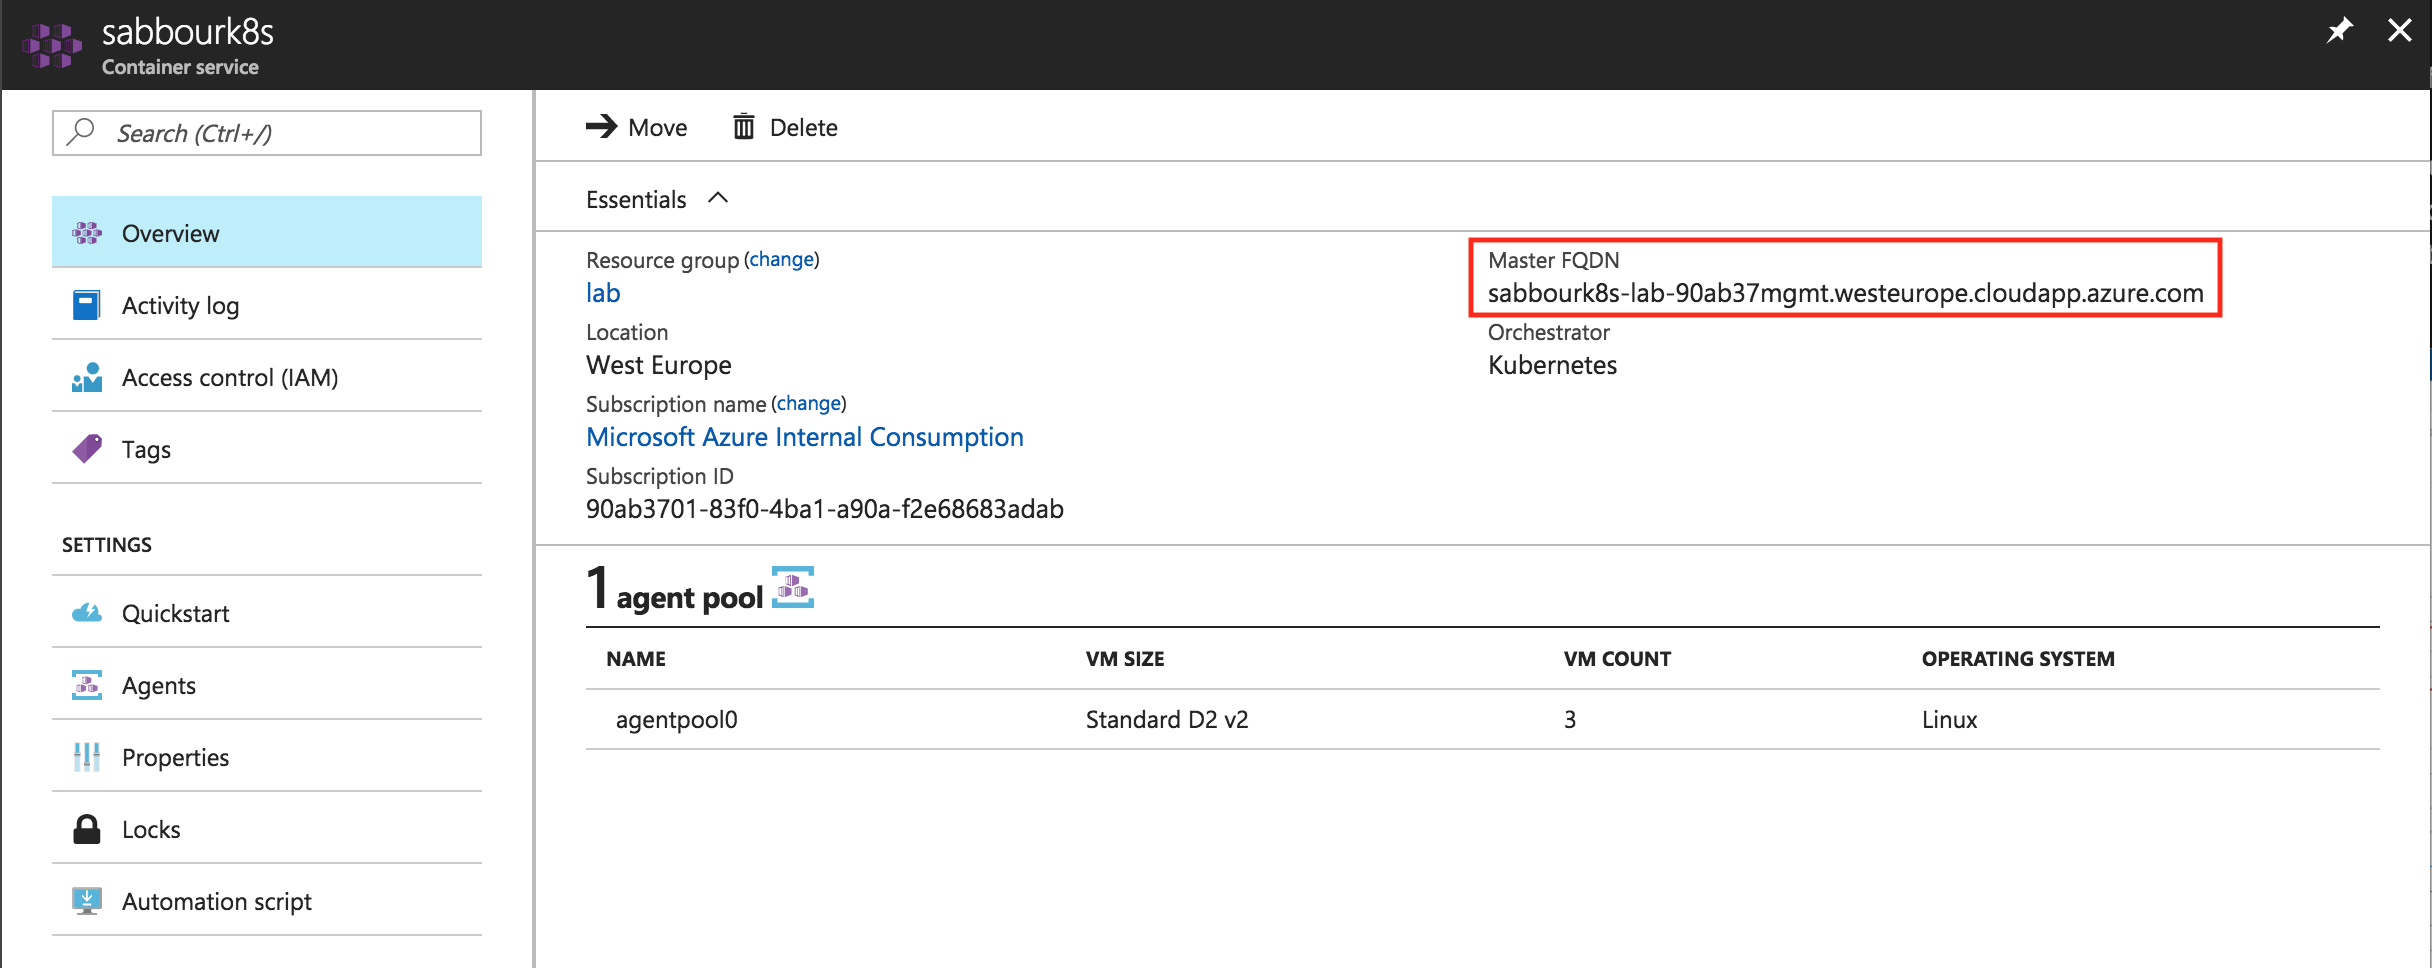 sabbourk8s
Container service
Search (Ctrl+/)
Overview
Activity log
Access control (IAM)
Tags
SETTINGS
Quickstart
Agents
Properties
Locks
Automation script
Move
Delete
Essentials
Resource group (change)
lab
Location
West Europe
Subscription name (change)
Microsoft Azure Internal Consumption
Subscription ID
90ab3701-83f0-4ba1-a90a-f2e68683adab
Master FQDN
sabbourk8s-lab-90ab37mgmt.westeurope.cloudapp.azure.com
Orchestrator
Kubernetes
1 agent pool
NAME VM SIZE VM COUNT OPERATING SYSTEM
agentpool0 Standard D2 v2 3 Linux